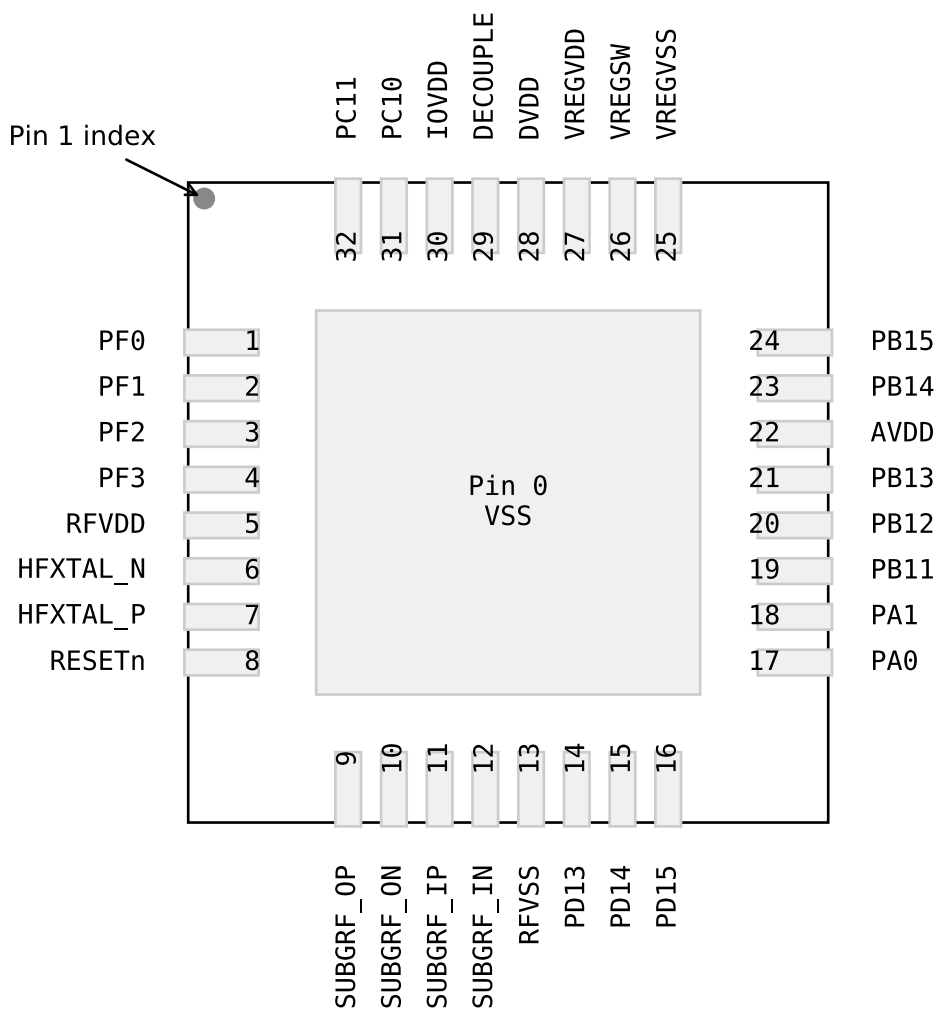 PC11
PC10
IOVDD
DECOUPLE
DVDD
VREGVDD
VREGSW
VREGVSS
Pin 1 index
32
31
30
29
28
27
26
25
PF0 1
24 PB15
PF1 2
23 PB14
PF2 3
22 AVDD
PF3 4
21 PB13
Pin 0
VSS
RFVDD 5
20 PB12
HFXTAL_N 6
19 PB11
HFXTAL_P 7
18 PA1
RESETn 8
17 PA0
9
10
11
12
13
14
15
16
SUBGRF_OP
SUBGRF_ON
SUBGRF_IP
SUBGRF_IN
RFVSS
PD13
PD14
PD15